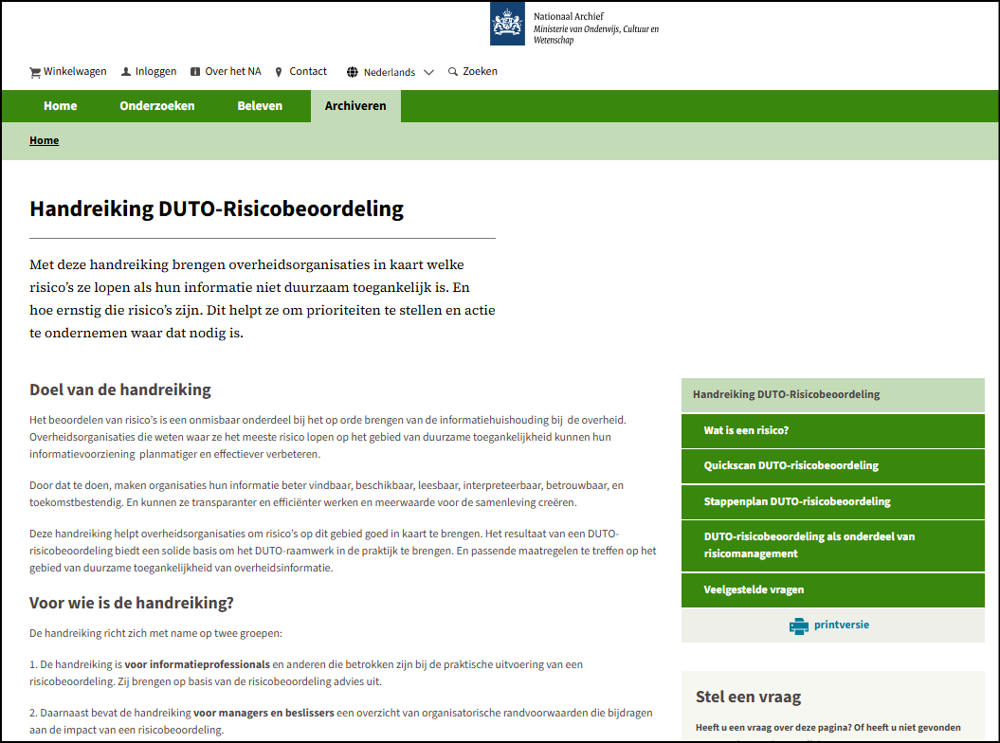 Nationaal Archief
Ministerie van Onderwijs, Cultuur en
Wetenschap
Winkelwagen Inloggen Over het NA Contact Nederlands Zoeken
Home Onderzoeken Beleven Archiveren
Home
Handreiking DUTO-Risicobeoordeling
Met deze handreiking brengen overheidsorganisaties in kaart welke
risico’s ze lopen als hun informatie niet duurzaam toegankelijk is. En
hoe ernstig die risico’s zijn. Dit helpt ze om prioriteiten te stellen en actie
te ondernemen waar dat nodig is.
Doel van de handreiking
Het beoordelen van risico’s is een onmisbaar onderdeel bij het op orde brengen van de informatiehuishouding bij de overheid.
Overheidsorganisaties die weten waar ze het meeste risico lopen op het gebied van duurzame toegankelijkheid kunnen hun
informatievoorziening planmatiger en effectiever verbeteren.
Door dat te doen, maken organisaties hun informatie beter vindbaar, beschikbaar, leesbaar, interpreteerbaar, betrouwbaar, en
toekomstbestendig. En kunnen ze transparanter en efficiënter werken en meerwaarde voor de samenleving creëren.
Deze handreiking helpt overheidsorganisaties om risico’s op dit gebied goed in kaart te brengen. Het resultaat van een DUTO-
risicobeoordeling biedt een solide basis om het DUTO-raamwerk in de praktijk te brengen. En passende maatregelen te treffen op het
gebied van duurzame toegankelijkheid van overheidsinformatie.
Voor wie is de handreiking?
De handreiking richt zich met name op twee groepen:
1. De handreiking is voor informatieprofessionals en anderen die betrokken zijn bij de praktische uitvoering van een
risicobeoordeling. Zij brengen op basis van de risicobeoordeling advies uit.
2. Daarnaast bevat de handreiking voor managers en beslissers een overzicht van organisatorische randvoorwaarden die bijdragen
aan de impact van een risicobeoordeling.
Handreiking DUTO-Risicobeoordeling
Wat is een risico?
Quickscan DUTO-risicobeoordeling
Stappenplan DUTO-risicobeoordeling
DUTO-risicobeoordeling als onderdeel van
risicomanagement
Veelgestelde vragen
printversie
Stel een vraag
Heeft u een vraag over deze pagina? Of heeft u niet gevonden